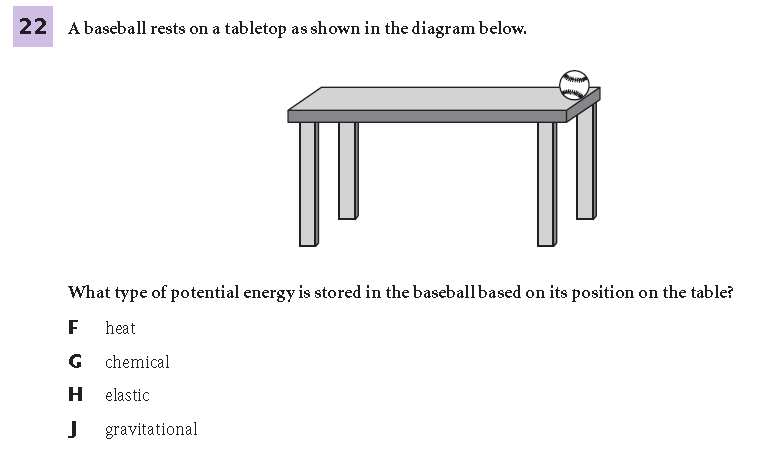 22 A baseball rests on a tabletop as shown in the diagram below.
What type of potential energy is stored in the baseball based on its position on the table?
F heat
G chemical
H elastic
J gravitational